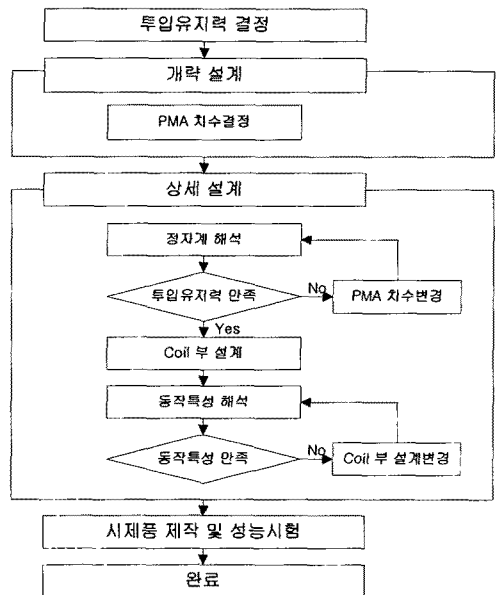 투입유지력 결정
개략 설계
PMA 치수결정
상세 설계
정자계 해석
투입유지력 만족
No
PMA 치수변경
Yes
Coil 부 설계
동작특성 해석
동작특성 만족
No
Coil 부 설계변경
시제품 제작 및 성능시험
완료